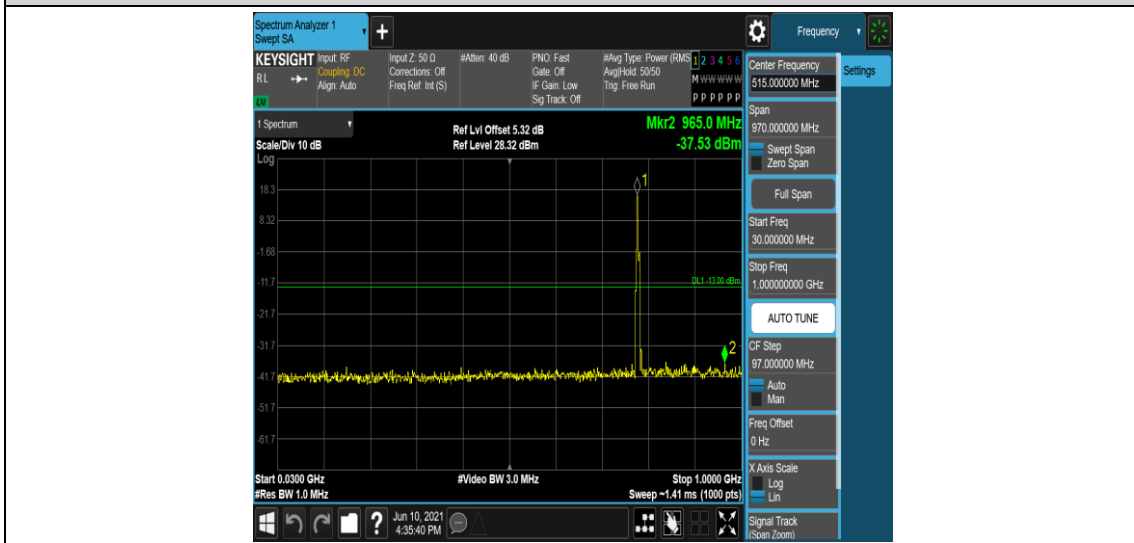 Spectrum Analyzer 1
Swept SA
+
Frequency
KEYSIGHT Input: RF Input Z: 50 Ω #Atten: 40 dB PNO: Fast #Avg Type: Power (RMS 1 2 3 4 5 6
RL Coupling: DC Corrections: Off Gate: Off Avg|Hold: 50/50 M W W W W W
Align: Auto Freq Ref: Int (S) IF Gain: Low Trig: Free Run
Sig Track: Off P P P P P P
LXI
1 Spectrum
Scale/Div 10 dB
Ref Lvl Offset 5.32 dB
Ref Level 28.32 dBm
Mkr2 965.0 MHz
-37.53 dBm
Log
18.3
8.32
-1.68
-11.7
-21.7
-31.7
-41.7
-51.7
-61.7
1
DL1 -13.00 dBm
2
Start 0.0300 GHz #Video BW 3.0 MHz Stop 1.0000 GHz
#Res BW 1.0 MHz Sweep ~1.41 ms (1000 pts)
?
Jun 10, 2021
4:35:40 PM
Center Frequency
515.000000 MHz
Settings
Span
970.000000 MHz
Swept Span
Zero Span
Full Span
Start Freq
30.000000 MHz
Stop Freq
1.000000000 GHz
AUTO TUNE
CF Step
97.000000 MHz
Auto
Man
Freq Offset
0 Hz
X Axis Scale
Log
Lin
Signal Track
(Span Zoom)